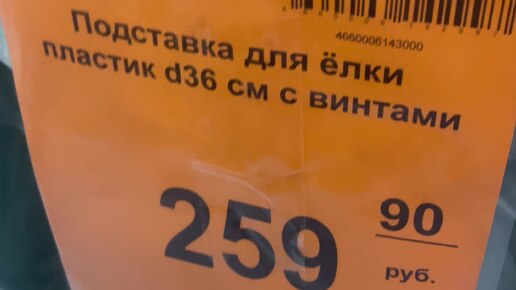 4660006143000
Подставка для ёлки
пластик d36 см с винтами
259 90
руб.